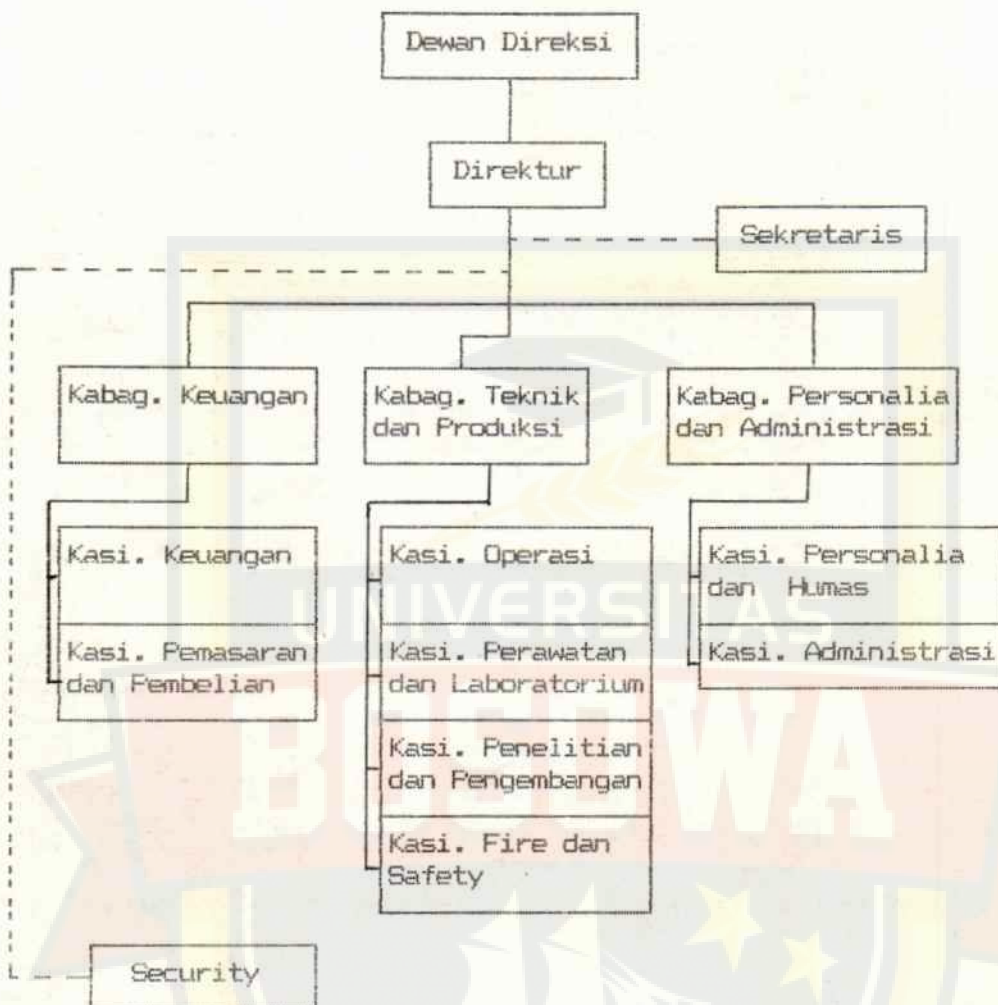 Dewan Direksi
Direktur
Sekretaris
Kabag. Keuangan
Kabag. Teknik
dan Produksi
Kabag. Personalia
dan Administrasi
Kasi. Keuangan
Kasi. Pemasaran
dan Pembelian
Kasi. Operasi
Kasi. Perawatan
dan Laboratorium
Kasi. Penelitian
dan Pengembangan
Kasi. Fire dan
Safety
Kasi. Personalia
dan Humas
Kasi. Administrasi
Security
UNIVERSITAS
BOSOWA